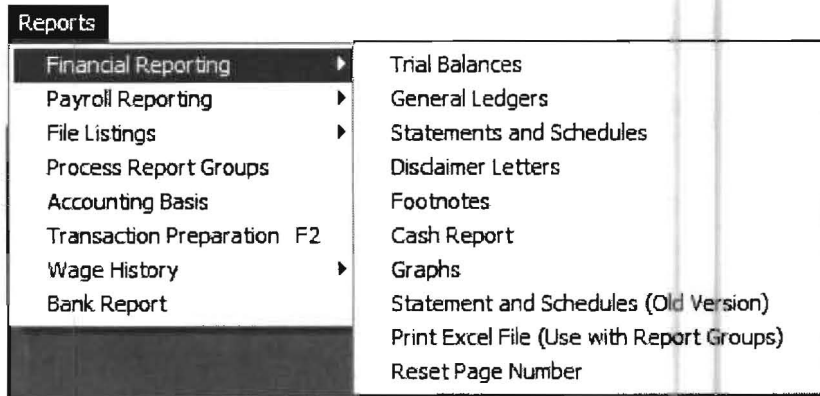 Reports
Financial Reporting
Payroll Reporting
File Listings
Process Report Groups
Accounting Basis
Transaction Preparation F2
Wage History
Bank Report
Trial Balances
General Ledgers
Statements and Schedules
Disclaimer Letters
Footnotes
Cash Report
Graphs
Statement and Schedules (Old Version)
Print Excel File (Use with Report Groups)
Reset Page Number